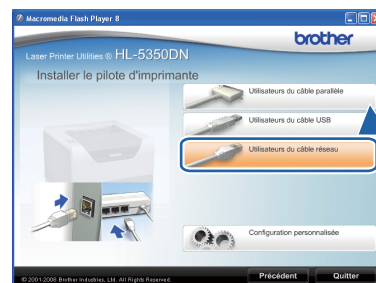 Macromedia Flash Player 8
brother
Laser Printer Utilities ® HL-5350DN
Installer le pilote d'imprimante
Utilisateurs du câble parallèle
Utilisateurs du câble USB
Utilisateurs du câble réseau
Configuration personnalisée
© 2001-2008 Brother Industries, Ltd. All Rights Reserved.
Précédent
Quitter